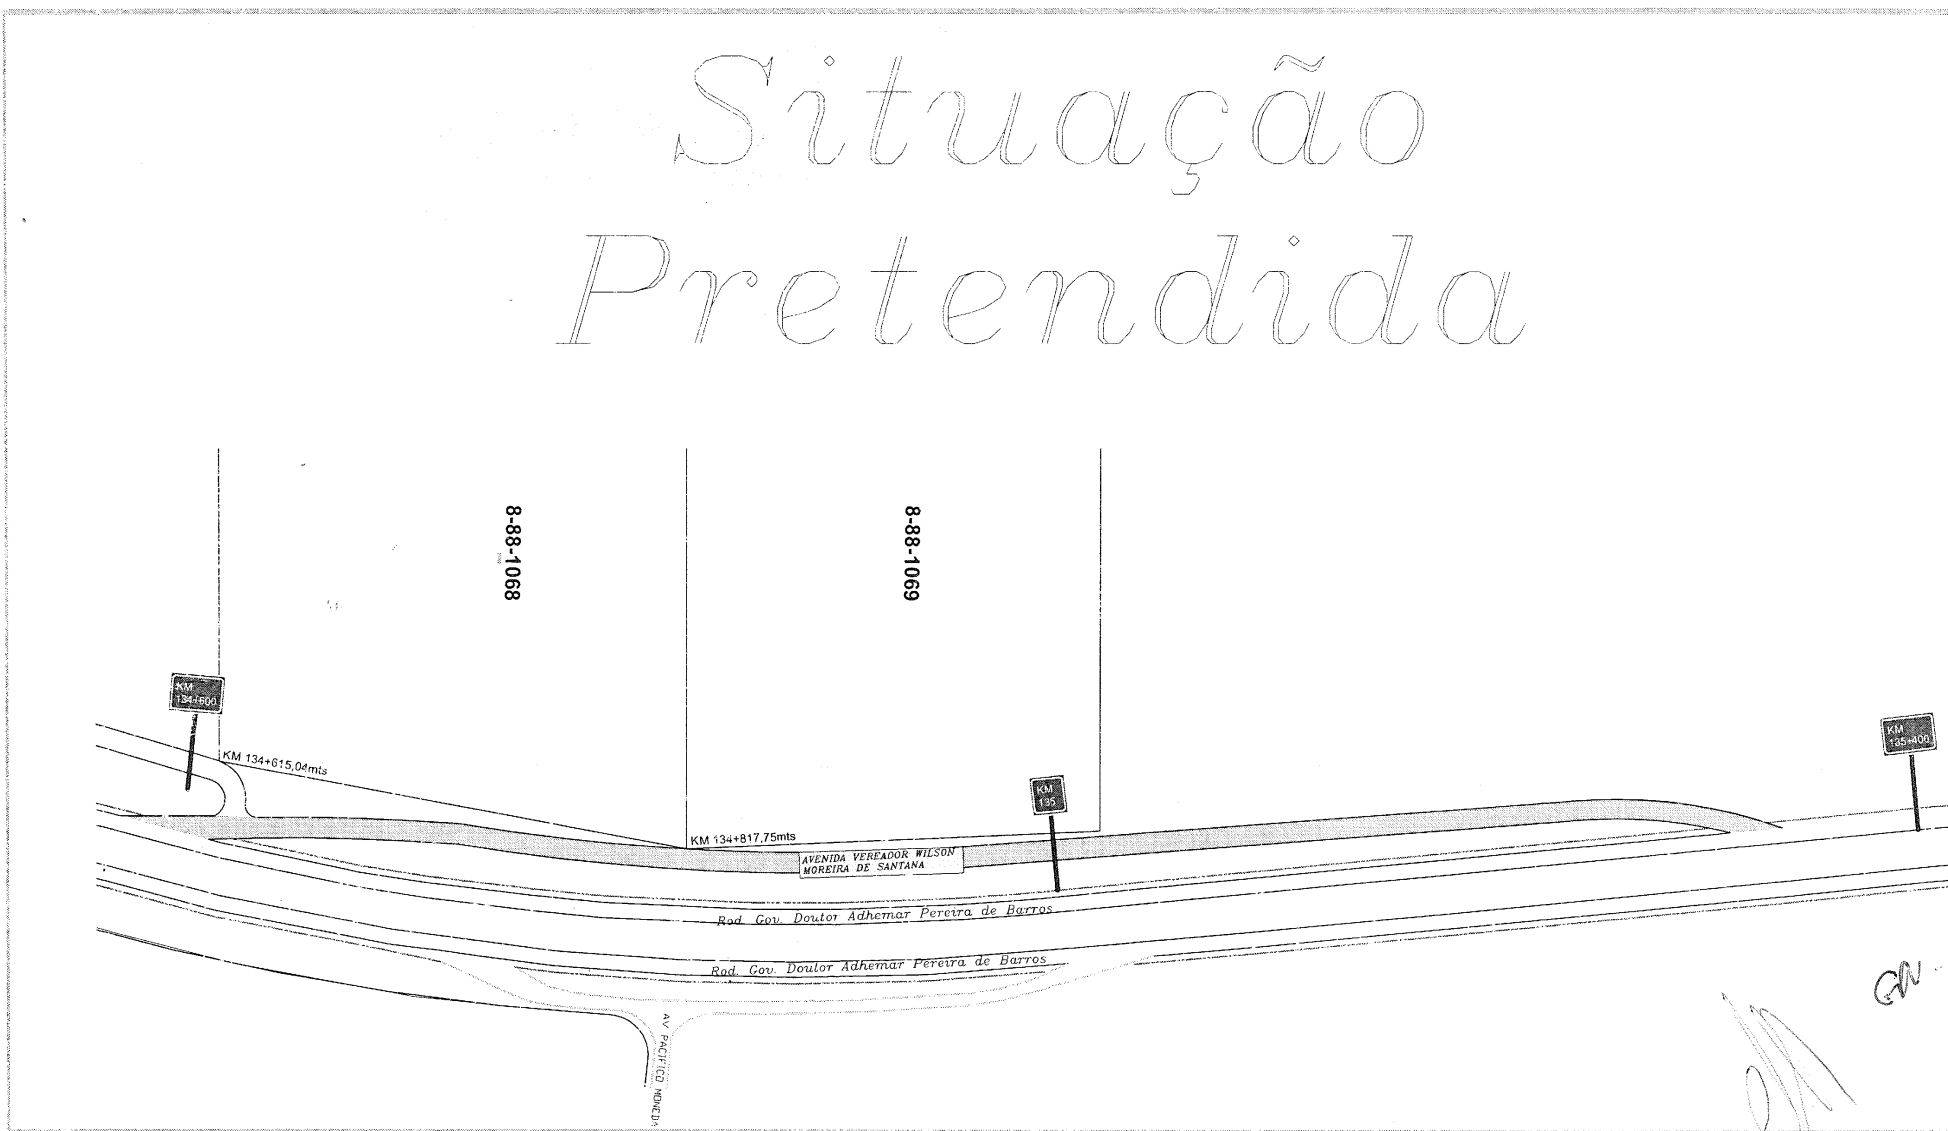 Situação
Pretendida
8-88-1068
8-88-1069
KM
134+600
KM 134+615,04mts
KM 134+817,75mts
KM
135
KM
135+400
AVENIDA VEREADOR WILSON
MOREIRA DE SANTANA
Rod. Gov. Doutor Adhemar Pereira de Barros
Rod. Gov. Doutor Adhemar Pereira de Barros
AV PACIFICO MONEDA